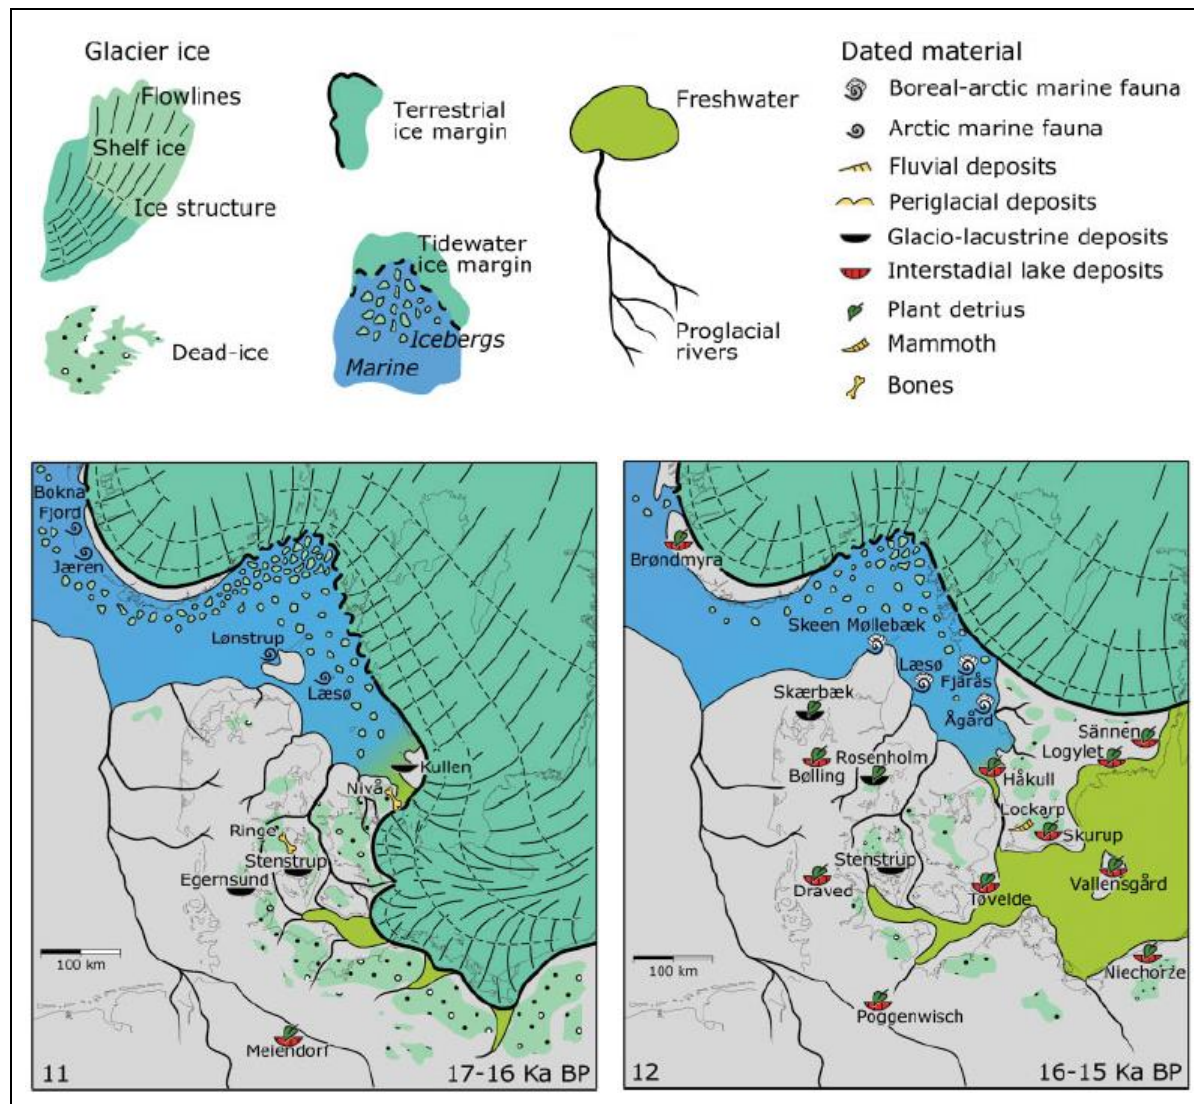 Glacier ice
Flowlines
Shelf ice
Ice structure
Dead-ice
Terrestrial
ice margin
Tidewater
ice margin
Icebergs
Marine
Freshwater
Proglacial
rivers
Dated material
Boreal-arctic marine fauna
Arctic marine fauna
Fluvial deposits
Periglacial deposits
Glacio-lacustrine deposits
Interstadial lake deposits
Plant detrius
Mammoth
Bones
Bokna
Fjord
Jæren
Lønstrup
Læsø
Kullen
Nivå
Ringe
Stenstrup
Egernsund
100 km
Meiendorf
11
17-16 Ka BP
Brøndmyra
Skeen Møllebæk
Læsø
Fjärås
Skærbæk
Ågård
Sännen
Logylet
Rosenholm
Bølling
Håkull
Lockarp
Skurup
Stenstrup
Draved
Vallensgård
Tøvelde
100 km
Niechorze
Poggenwisch
12
16-15 Ka BP